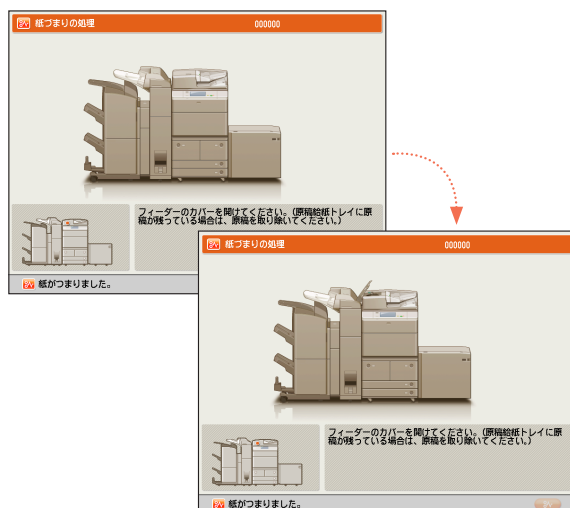 紙づまりの処理 000000
フィーダーのカバーを開けてください。(原稿給紙トレイに原
稿が残っている場合は、原稿を取り除いてください。)
紙がつまりました。
紙づまりの処理 000000
フィーダーのカバーを開けてください。(原稿給紙トレイに原
稿が残っている場合は、原稿を取り除いてください。)
紙がつまりました。